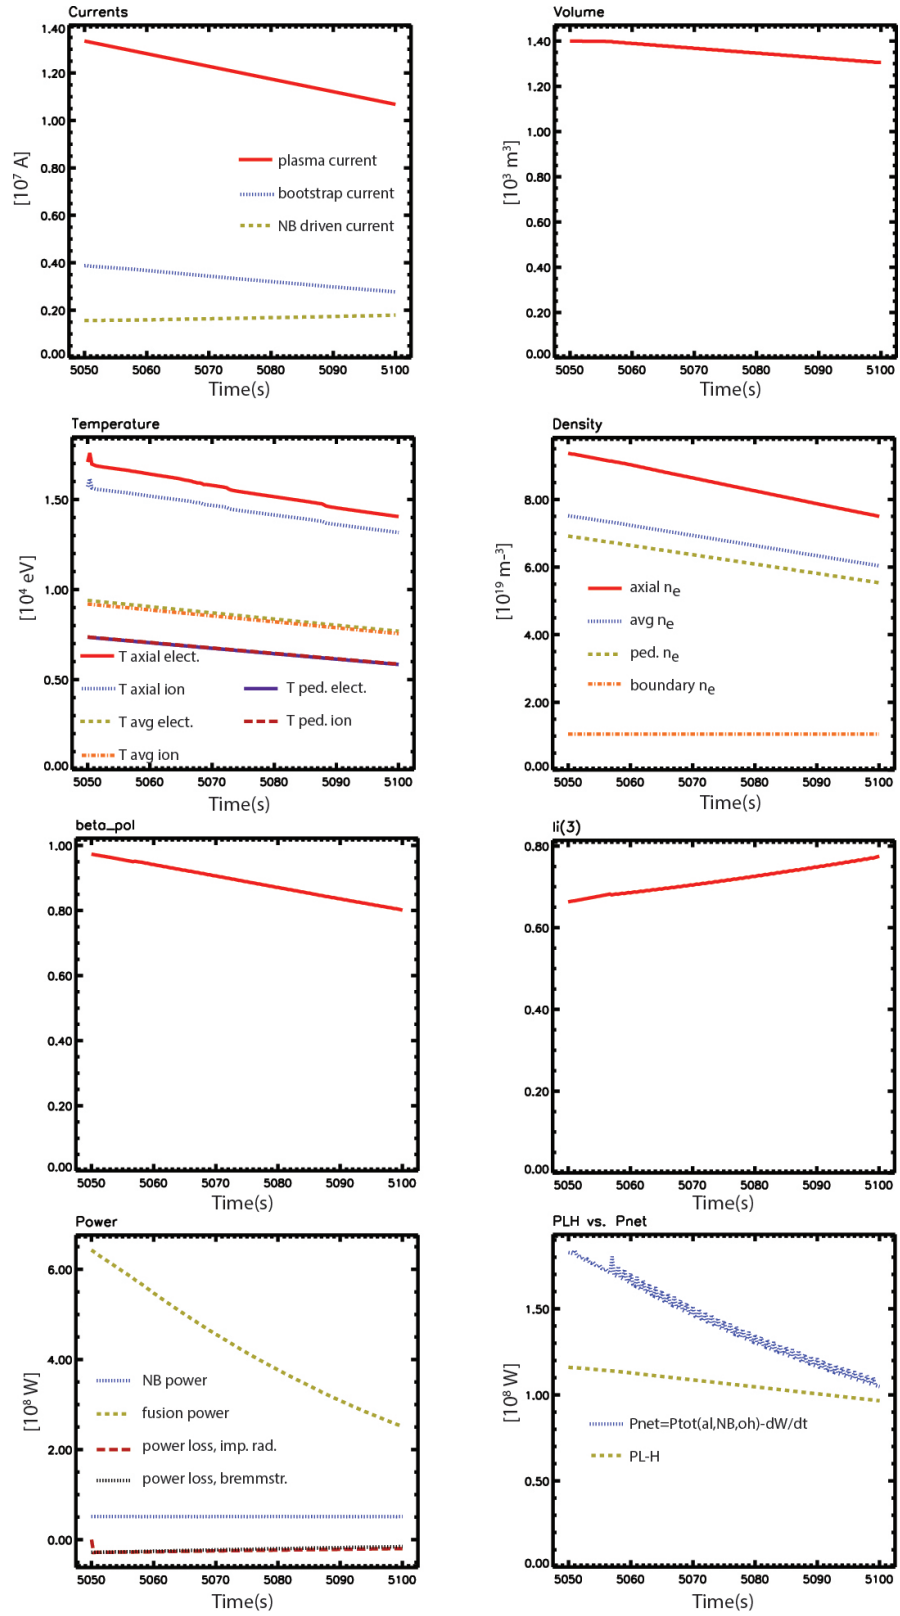 Currents
1.40
1.20
1.00
0.80
0.60
0.40
0.20
0.00
[10⁷ A]
plasma current
bootstrap current
NB driven current
5050 5060 5070 5080 5090 5100
Time(s)
Volume
1.40
1.20
1.00
0.80
0.60
0.40
0.20
0.00
[10³ m³]
5050 5060 5070 5080 5090 5100
Time(s)
Temperature
1.50
1.00
0.50
0.00
[10⁴ eV]
T axial elect.
T axial ion
T avg elect.
T avg ion
T ped. elect.
T ped. ion
5050 5060 5070 5080 5090 5100
Time(s)
Density
8.00
6.00
4.00
2.00
0.00
[10¹⁹ m⁻³]
axial nₑ
avg nₑ
ped. nₑ
boundary nₑ
5050 5060 5070 5080 5090 5100
Time(s)
beta_pol
1.00
0.80
0.60
0.40
0.20
0.00
5050 5060 5070 5080 5090 5100
Time(s)
li(3)
0.80
0.60
0.40
0.20
0.00
5050 5060 5070 5080 5090 5100
Time(s)
Power
6.00
4.00
2.00
0.00
[10⁸ W]
NB power
fusion power
power loss, imp. rad.
power loss, bremmstr.
5050 5060 5070 5080 5090 5100
Time(s)
PLH vs. Pnet
1.50
1.00
0.50
0.00
[10⁸ W]
Pnet=Ptot(al,NB,oh)-dW/dt
PL-H
5050 5060 5070 5080 5090 5100
Time(s)